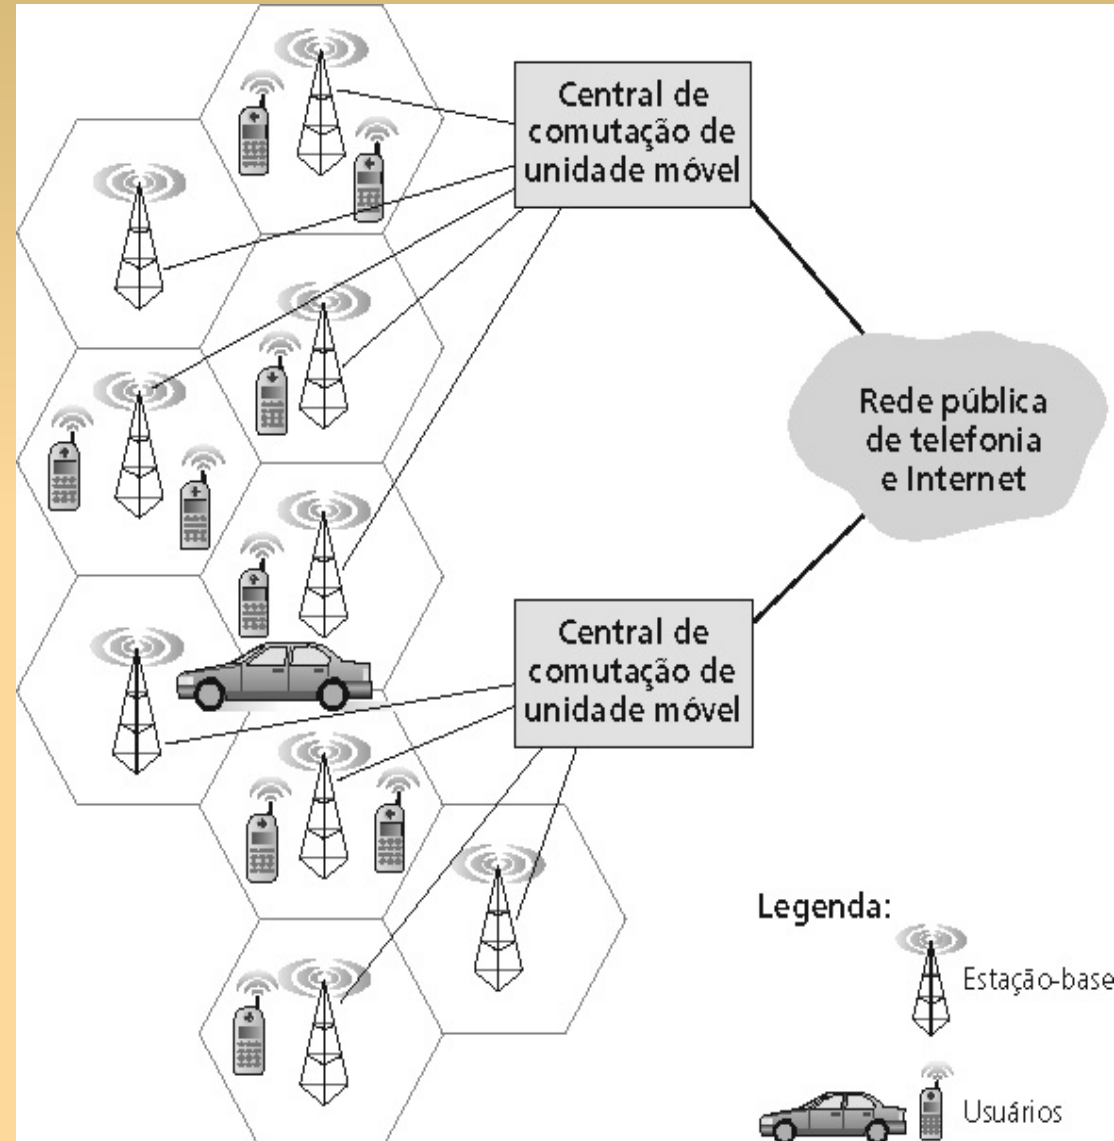 Central de
comutação de
unidade móvel
Rede pública
de telefonia
e Internet
Central de
comutação de
unidade móvel
Legenda:
Estação-base
Usuários